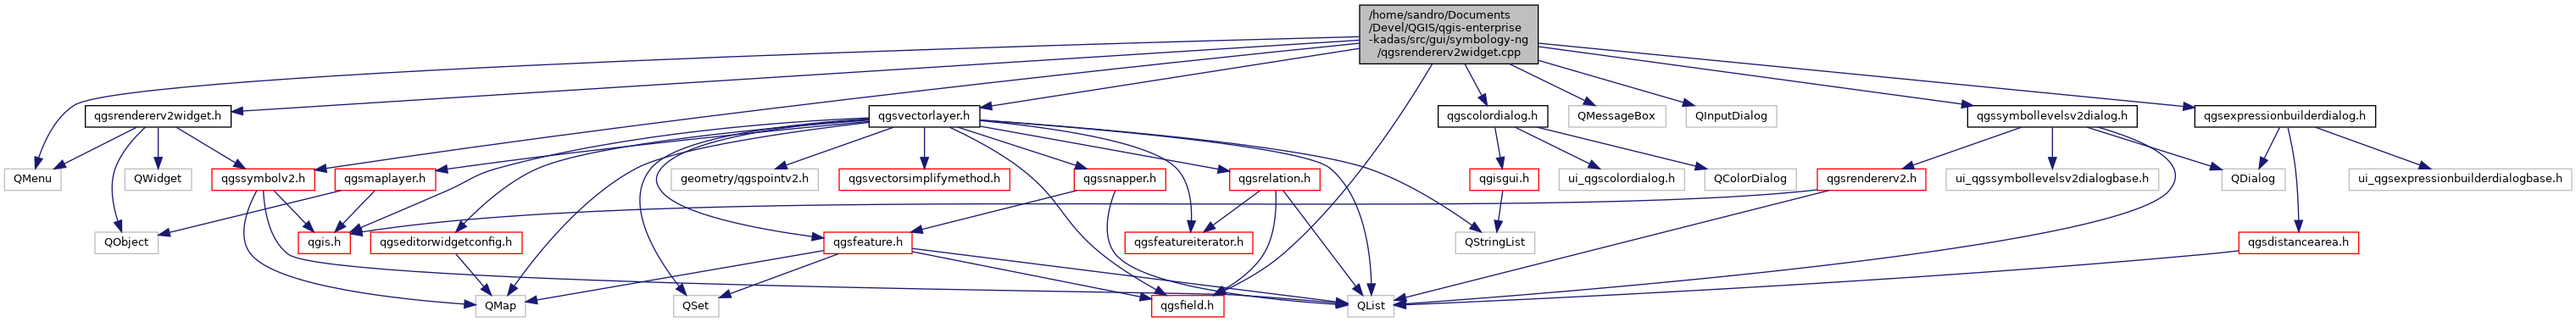 /home/sandro/Documents
/Devel/QGIS/qgis-enterprise
-kadas/src/gui/symbology-ng
/qgsrendererv2widget.cpp
qgsrendererv2widget.h
qgsvectorlayer.h
qgscolordialog.h
QMessageBox
QInputDialog
qgssymbollevelsv2dialog.h
qgsexpressionbuilderdialog.h
QMenu
QWidget
qgssymbolv2.h
qgsmaplayer.h
geometry/qgspointv2.h
qgsvectorsimplifymethod.h
qgssnapper.h
qgsrelation.h
qgisgui.h
ui_qgscolordialog.h
QColorDialog
qgsrendererv2.h
ui_qgssymbollevelsv2dialogbase.h
QDialog
ui_qgsexpressionbuilderdialogbase.h
QObject
qgis.h
qgseditorwidgetconfig.h
qgsfeature.h
qgsfeatureiterator.h
QStringList
qgsdistancearea.h
QMap
QSet
qgsfield.h
QList